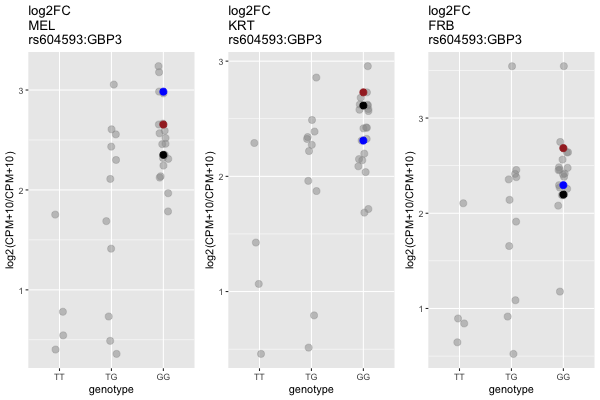 log2FC
MEL
rs604593:GBP3
log2(CPM+10/CPM+10)
3
2
1
TT
TG
GG
genotype
log2FC
KRT
rs604593:GBP3
log2(CPM+10/CPM+10)
3
2
1
TT
TG
GG
genotype
log2FC
FRB
rs604593:GBP3
log2(CPM+10/CPM+10)
3
2
1
TT
TG
GG
genotype